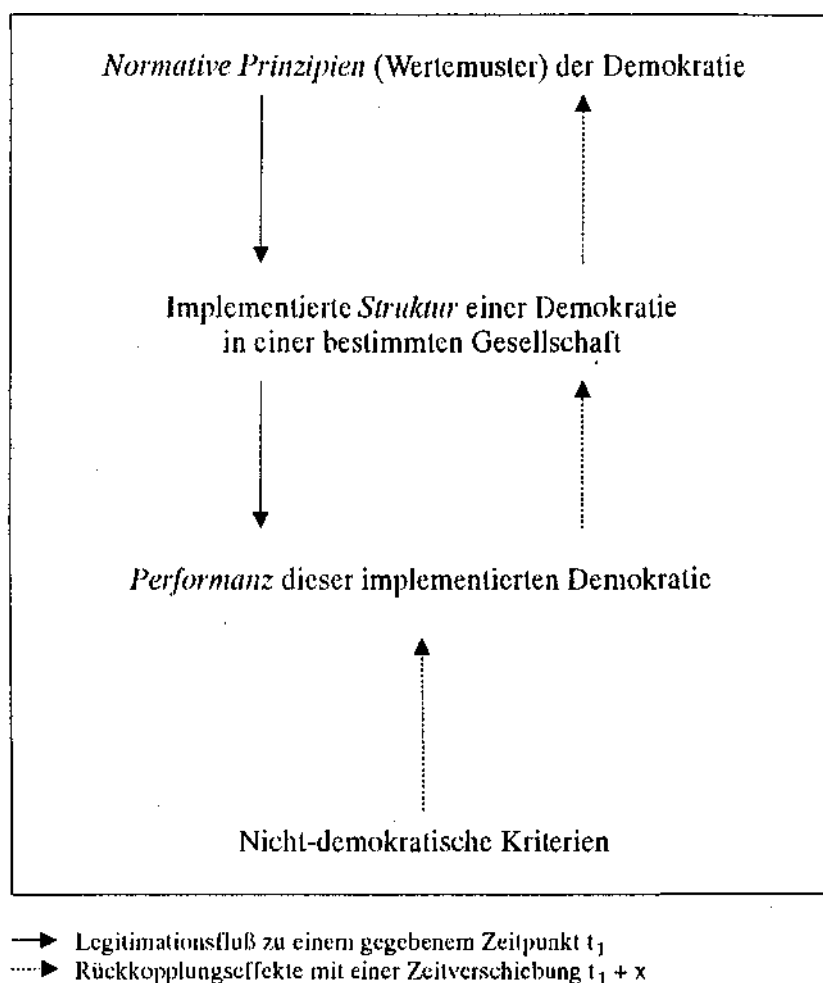 Normative Prinzipien (Wertemuster) der Demokratie
Implementierte Struktur einer Demokratie
in einer bestimmten Gesellschaft
Performanz dieser implementierten Demokratie
Nicht-demokratische Kriterien
Legitimationsfluß zu einem gegebenem Zeitpunkt t₁
Rückkopplungseffekte mit einer Zeitverschiebung t₁ + x